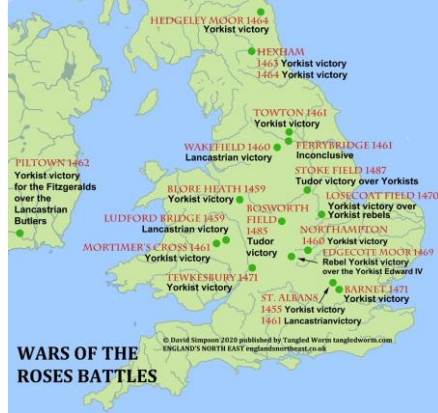 HEDGELEY MOOR 1464
Yorkist victory
HEXHAM
1463 Yorkist victory
1464 Yorkist victory
TOWTON 1461
Yorkist victory
WAKEFIELD 1460
Lancastrian victory
FERRYBRIDGE 1461
Inconclusive
PILTOWN 1462
Yorkist victory
for the Fitzgeralds
over the
Lancastrian
Butlers
STOKE FIELD 1487
Tudor victory over Yorkists
BLORE HEATH 1459
Yorkist victory
LOSECOAT FIELD 1470
Yorkist victory over
Yorkist rebels
LUDFORD BRIDGE 1459
Lancastrian victory
BOSWORTH
FIELD
1485
Tudor
victory
NORTHAMPTON
1460 Yorkist victory
MORTIMER'S CROSS 1461
Yorkist victory
EDGECOTE MOOR 1469
Rebel Yorkist victory
over the Yorkist Edward IV
TEWKESBURY 1471
Yorkist victory
ST. ALBANS
1455 Yorkist victory
1461 Lancastrianvictory
BARNET 1471
Yorkist victory
© David Simpson 2020 published by Tangled Worm tangledworm.com
ENGLAND'S NORTH EAST englandsnortheast.co.uk
WARS OF THE
ROSES BATTLES